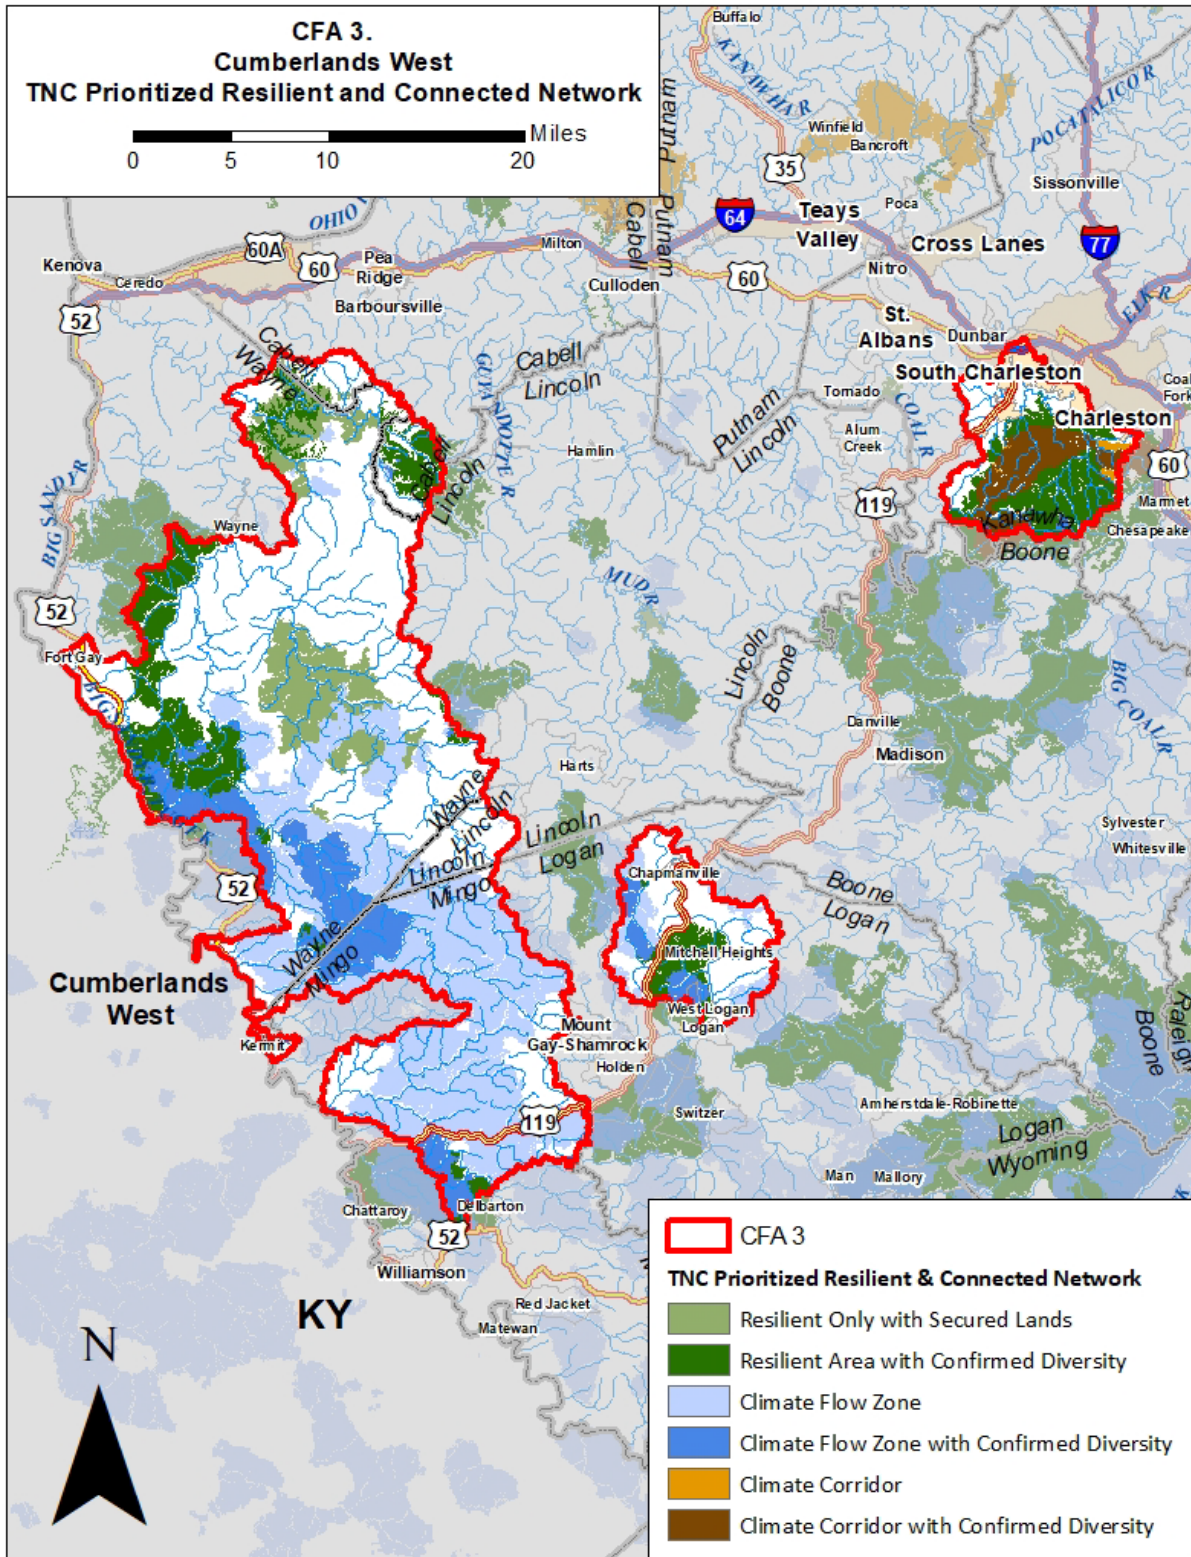 CFA 3.
Cumberlands West
TNC Prioritized Resilient and Connected Network
Miles
0 5 10 20
Buffalo
KANAWHA R
POCATALICO R
Putnam
Winfield
Bancroft
35
Sissonville
Cabell
Putnam
64
Teays
Valley
Poca
Cross Lanes
77
OHIO
60A
60
Pea
Ridge
Milton
Kenova
Ceredo
Barboursville
Culloden
60
Nitro
ELK R
52
St.
Albans
Dunbar
Cabell
Wayne
GUYANDOTTE R
Cabell
Lincoln
South Charleston
Tornado
COAL R
Coal
Fork
Putnam
Lincoln
Charleston
Alum
Creek
Cabell
Lincoln
Hamlin
60
BIG SANDY R
119
Marmet
Wayne
Kanawha
Boone
Chesapeake
MUD R
52
Fort Gay
Lincoln
Boone
BIG COAL R
Danville
Madison
Harts
Wayne
Lincoln
Lincoln
Logan
Sylvester
Whitesville
Lincoln
Mingo
52
Chapmanville
Boone
Logan
Wayne
Mingo
Mitchell Heights
Cumberlands
West
West Logan
Logan
Mount
Gay-Shamrock
Kermit
Holden
Raleigh
Boone
119
Switzer
Amherstdale-Robinette
Logan
Wyoming
Man
Mallory
Chattaroy
Delbarton
52
Williamson
KY
Red Jacket
Matewan
N
CFA 3
TNC Prioritized Resilient & Connected Network
Resilient Only with Secured Lands
Resilient Area with Confirmed Diversity
Climate Flow Zone
Climate Flow Zone with Confirmed Diversity
Climate Corridor
Climate Corridor with Confirmed Diversity